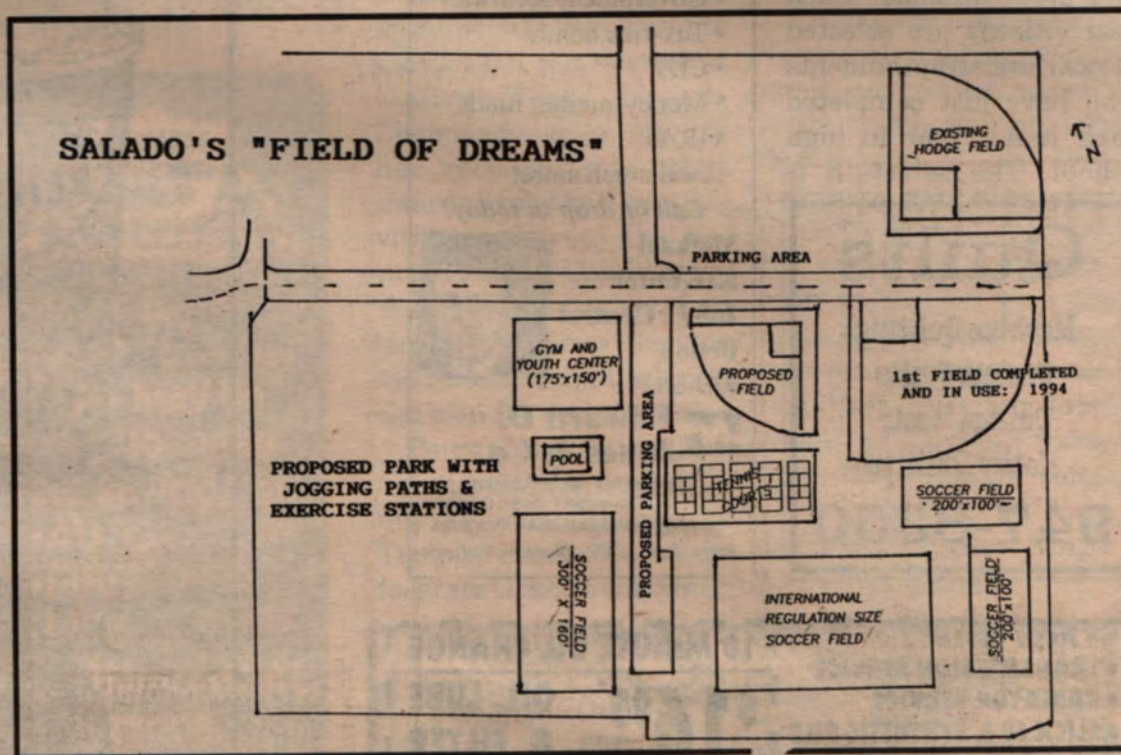 SALADO'S "FIELD OF DREAMS"
EXISTING
HODGE FIELD
N
PARKING AREA
GYM AND
YOUTH CENTER
(175'x150')
PROPOSED
FIELD
1st FIELD COMPLETED
AND IN USE: 1994
POOL
PROPOSED PARKING AREA
TENNIS
COURTS
PROPOSED PARK WITH
JOGGING PATHS &
EXERCISE STATIONS
SOCCER FIELD
200'x100'
SOCCER FIELD
300' X 160'
INTERNATIONAL
REGULATION SIZE
SOCCER FIELD
SOCCER FIELD
200'x100'